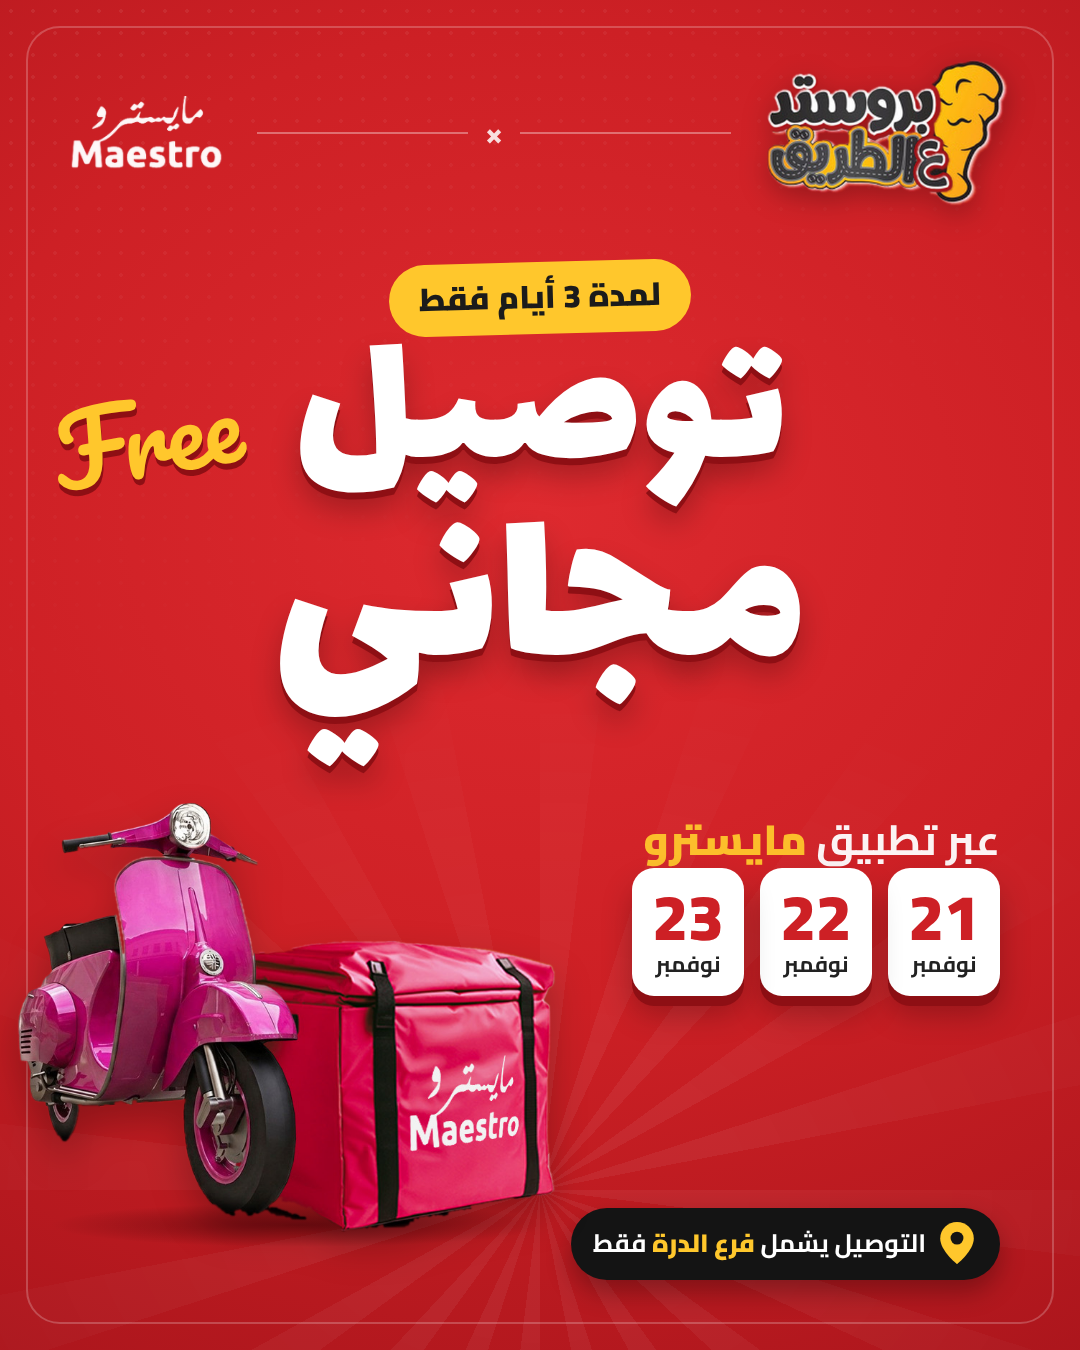 بروستد
ع الطريق
×
مايسترو
Maestro
لمدة 3 أيام فقط
توصيل
Free
مجاني
عبر تطبيق مايسترو
21 نوفمبر
22 نوفمبر
23 نوفمبر
مايسترو
Maestro
التوصيل يشمل فرع الدرة فقط